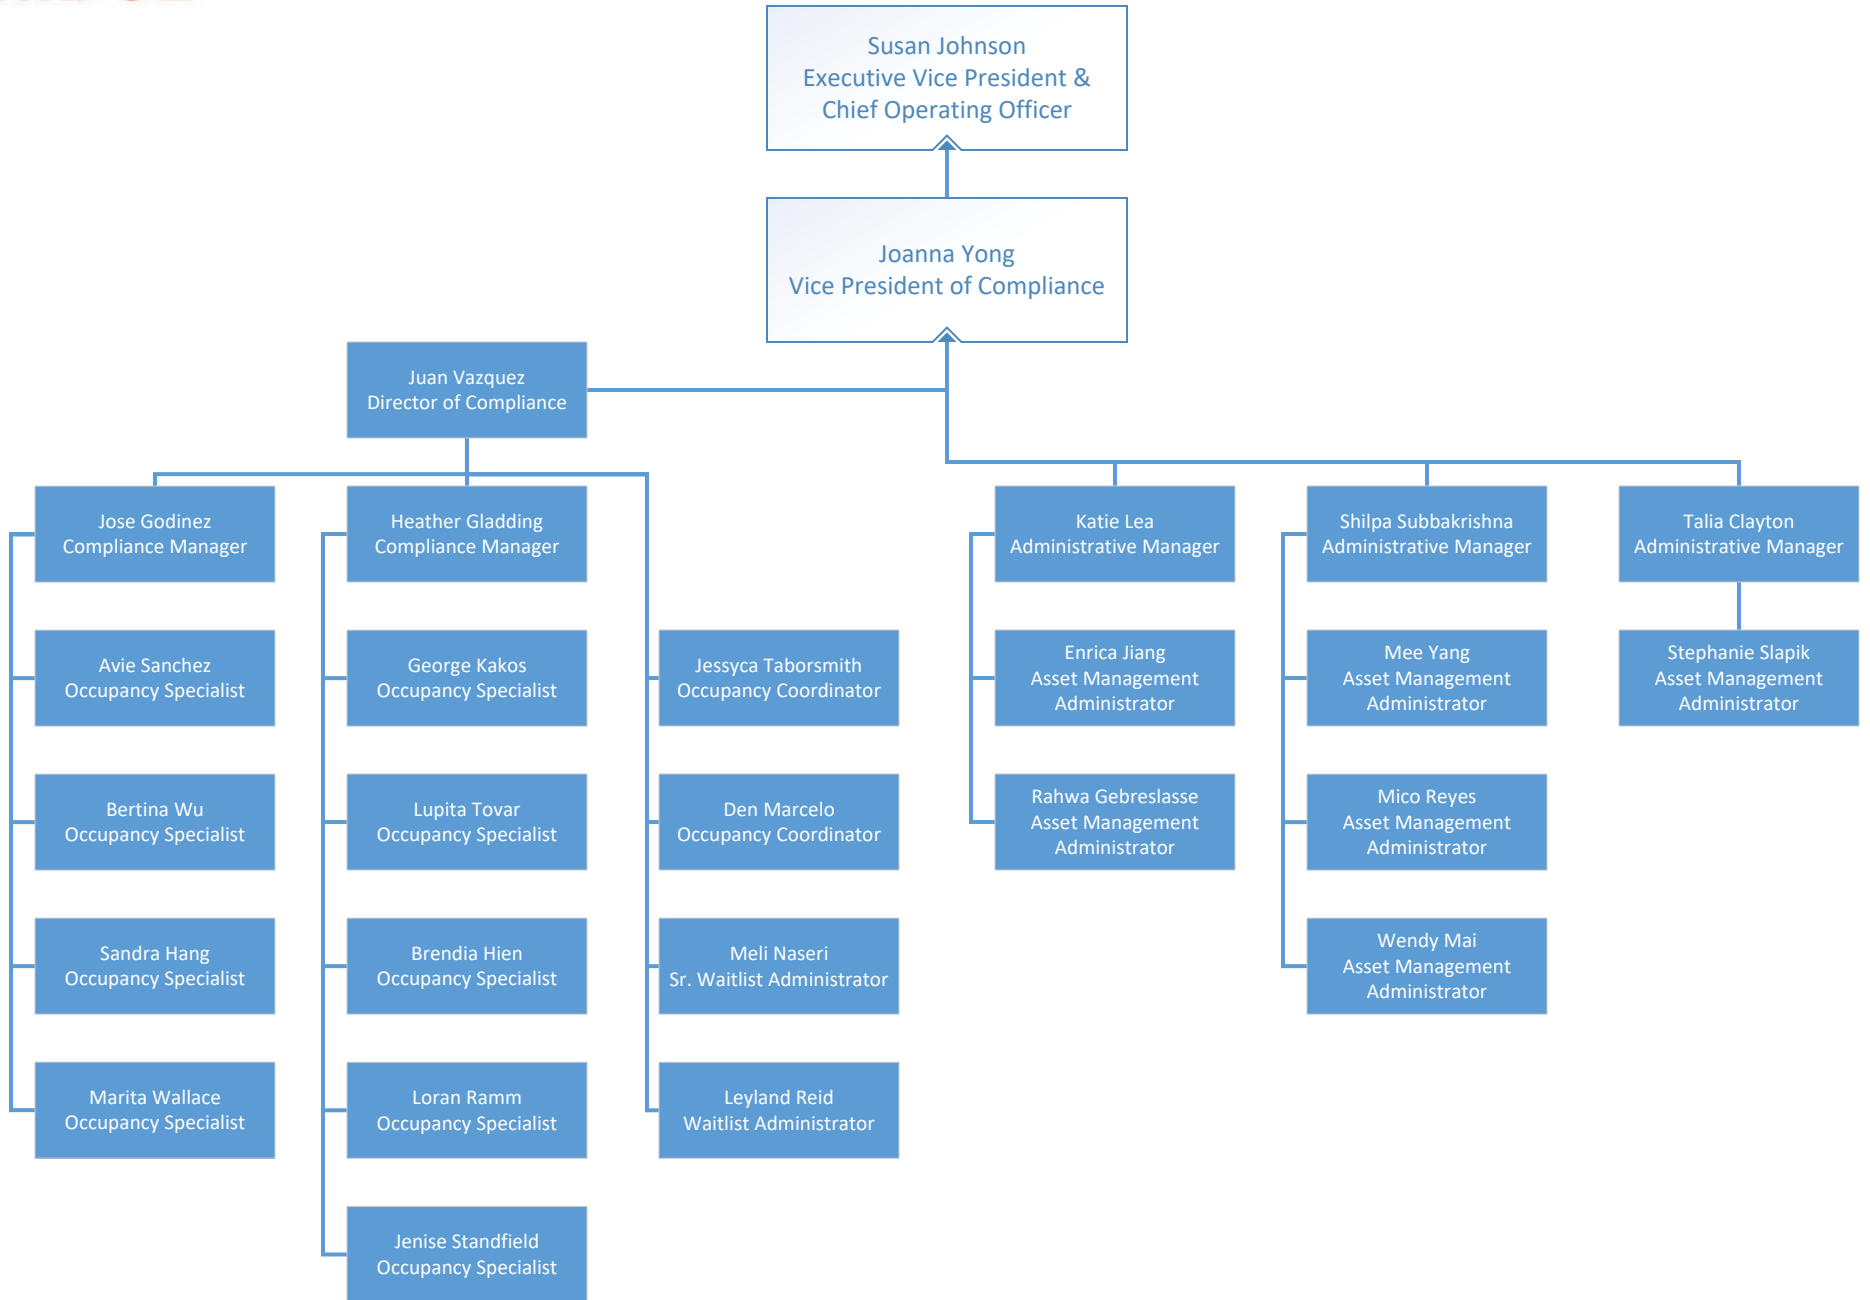 Susan Johnson
Executive Vice President &
Chief Operating Officer
Joanna Yong
Vice President of Compliance
Juan Vazquez
Director of Compliance
Jose Godinez
Compliance Manager
Heather Gladding
Compliance Manager
Katie Lea
Administrative Manager
Shilpa Subbakrishna
Administrative Manager
Talia Clayton
Administrative Manager
Avie Sanchez
Occupancy Specialist
George Kakos
Occupancy Specialist
Jessyca Taborsmith
Occupancy Coordinator
Enrica Jiang
Asset Management
Administrator
Mee Yang
Asset Management
Administrator
Stephanie Slapik
Asset Management
Administrator
Bertina Wu
Occupancy Specialist
Lupita Tovar
Occupancy Specialist
Den Marcelo
Occupancy Coordinator
Rahwa Gebreslasse
Asset Management
Administrator
Mico Reyes
Asset Management
Administrator
Sandra Hang
Occupancy Specialist
Brendia Hien
Occupancy Specialist
Meli Naseri
Sr. Waitlist Administrator
Wendy Mai
Asset Management
Administrator
Marita Wallace
Occupancy Specialist
Loran Ramm
Occupancy Specialist
Leyland Reid
Waitlist Administrator
Jenise Standfield
Occupancy Specialist